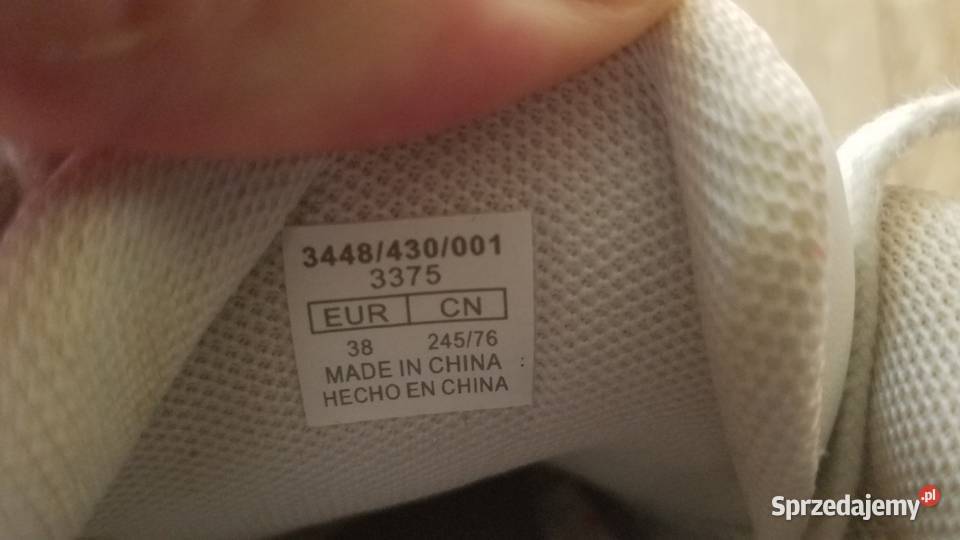 3448/430/001
3375
EUR CN
38 245/76
MADE IN CHINA
HECHO EN CHINA
Sprzedajemy.pl